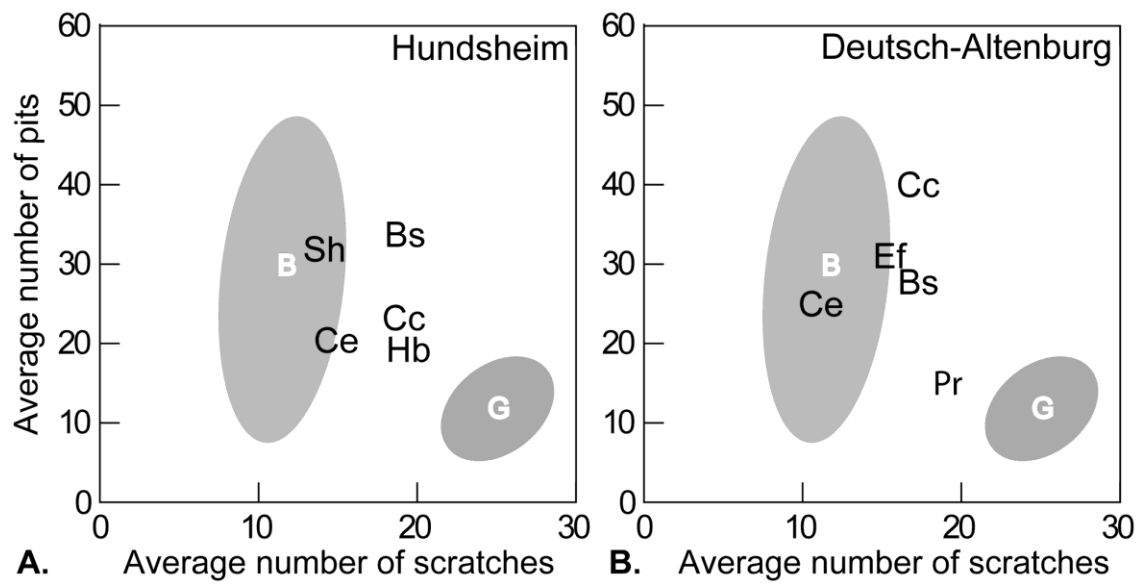 Hundsheim
60
50
40
30
20
10
0
Average number of pits
B
Sh
Bs
Ce
Cc
Hb
G
0
10
20
30
A.
Average number of scratches
Deutsch-Altenburg
60
50
40
30
20
10
0
Cc
B
Ef
Bs
Ce
Pr
G
0
10
20
30
B.
Average number of scratches